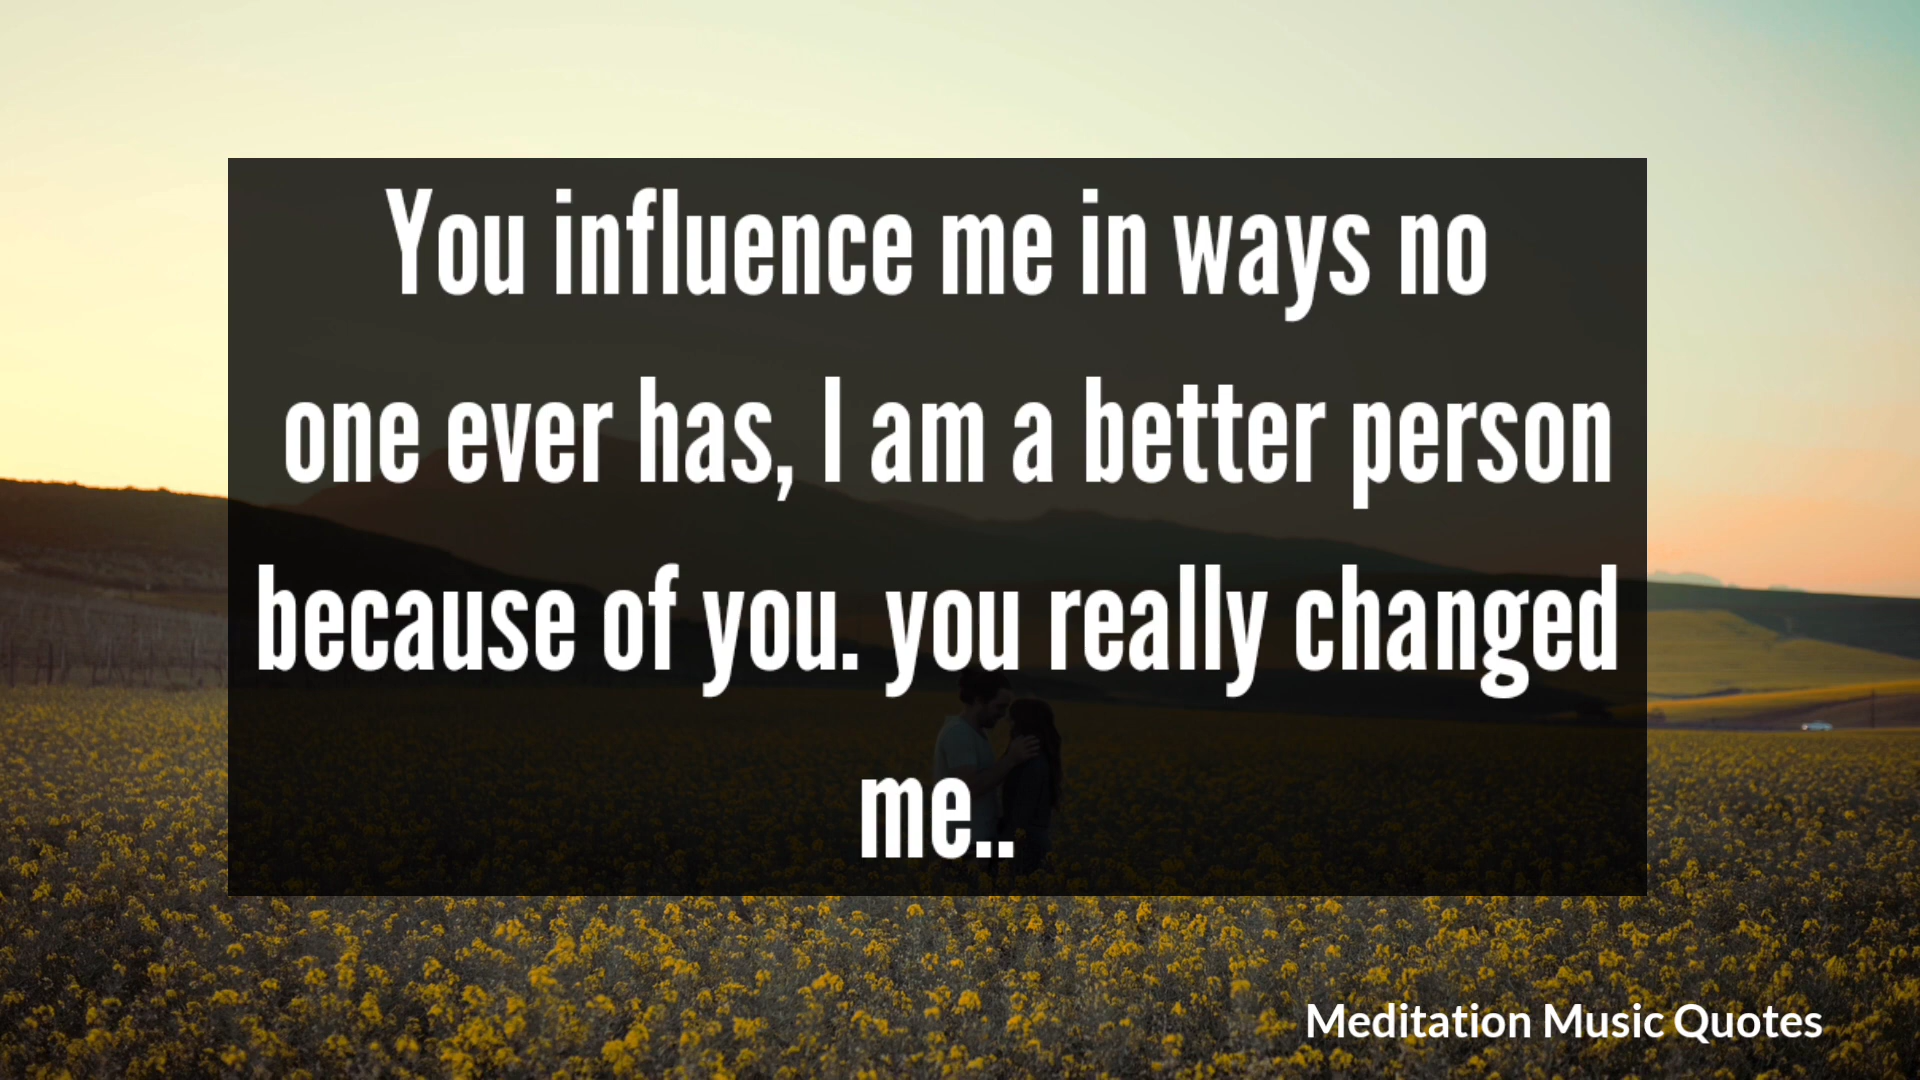 You influence me in ways no
one ever has, I am a better person
because of you. you really changed
me..
Meditation Music Quotes